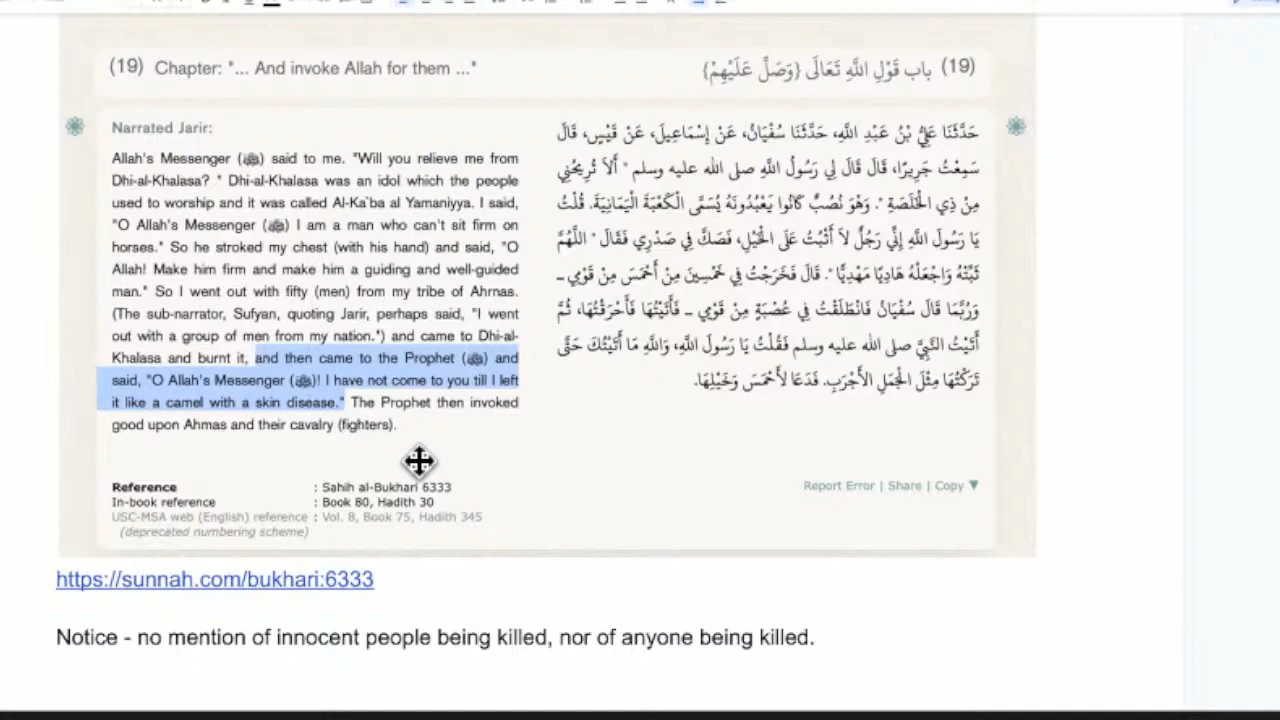 (19) Chapter: "... And invoke Allah for them ..."
(19) باب قَوْلِ اللَّهِ تَعَالَى {وَصَلِّ عَلَيْهِمْ}
Narrated Jarir:
Allah's Messenger (ﷺ) said to me. "Will you relieve me from
Dhi-al-Khalasa? " Dhi-al-Khalasa was an idol which the people
used to worship and it was called Al-Ka`ba al Yamaniyya. I said,
"O Allah's Messenger (ﷺ) I am a man who can't sit firm on
horses." So he stroked my chest (with his hand) and said, "O
Allah! Make him firm and make him a guiding and well-guided
man." So I went out with fifty (men) from my tribe of Ahrnas.
(The sub-narrator, Sufyan, quoting Jarir, perhaps said, "I went
out with a group of men from my nation.") and came to Dhi-al-
Khalasa and burnt it, and then came to the Prophet (ﷺ) and
said, "O Allah's Messenger (ﷺ)! I have not come to you till I left
it like a camel with a skin disease." The Prophet then invoked
good upon Ahmas and their cavalry (fighters).
حَدَّثَنَا عَلِيُّ بْنُ عَبْدِ اللَّهِ، حَدَّثَنَا سُفْيَانُ، عَنْ إِسْمَاعِيلَ، عَنْ قَيْسٍ، قَالَ
سَمِعْتُ جَرِيرًا، قَالَ قَالَ لِي رَسُولُ اللَّهِ صلى الله عليه وسلم " أَلاَ تُرِيحُنِي
مِنْ ذِي الْخَلَصَةِ ". وَهْوَ نُصُبٌ كَانُوا يَعْبُدُونَهُ يُسَمَّى الْكَعْبَةَ الْيَمَانِيَةَ. قُلْتُ
يَا رَسُولَ اللَّهِ إِنِّي رَجُلٌ لاَ أَثْبُتُ عَلَى الْخَيْلِ، فَصَكَّ فِي صَدْرِي فَقَالَ " اللَّهُمَّ
ثَبِّتْهُ وَاجْعَلْهُ هَادِيًا مَهْدِيًّا ". قَالَ فَخَرَجْتُ فِي خَمْسِينَ مِنْ أَحْمَسَ مِنْ قَوْمِي ـ
وَرُبَّمَا قَالَ سُفْيَانُ فَانْطَلَقْتُ فِي عُصْبَةٍ مِنْ قَوْمِي ـ فَأَتَيْتُهَا فَأَحْرَقْتُهَا، ثُمَّ
أَتَيْتُ النَّبِيَّ صلى الله عليه وسلم فَقُلْتُ يَا رَسُولَ اللَّهِ، وَاللَّهِ مَا أَتَيْتُكَ حَتَّى
تَرَكْتُهَا مِثْلَ الْجَمَلِ الأَجْرَبِ. فَدَعَا لأَحْمَسَ وَخَيْلِهَا.
Reference : Sahih al-Bukhari 6333
In-book reference : Book 80, Hadith 30
USC-MSA web (English) reference : Vol. 8, Book 75, Hadith 345
(deprecated numbering scheme)
Report Error | Share | Copy ▼
https://sunnah.com/bukhari:6333
Notice - no mention of innocent people being killed, nor of anyone being killed.